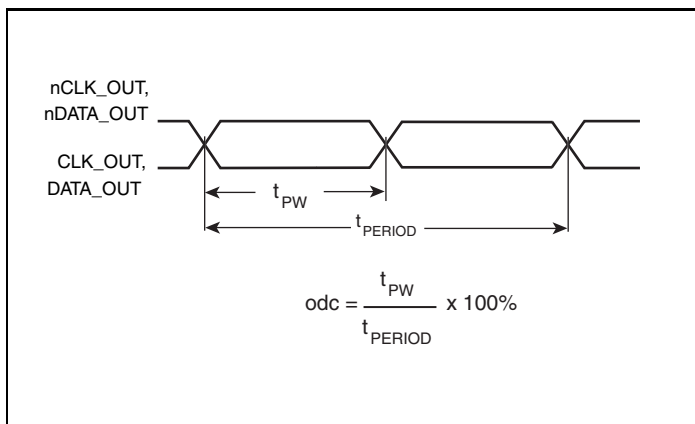 nCLK_OUT,
nDATA_OUT
CLK_OUT,
DATA_OUT
tPW
tPERIOD
odc = tPW / tPERIOD x 100%